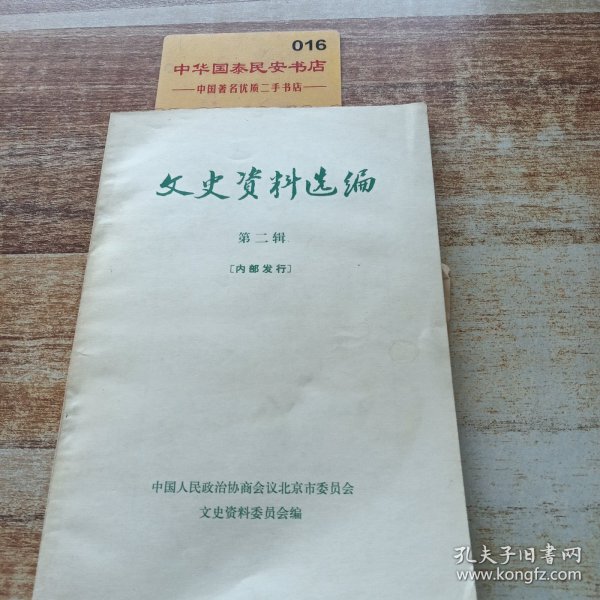 016
中华国泰民安书店
——中国著名优质二手书店——
文史资料选编
第二辑
［内部发行］
中国人民政治协商会议北京市委员会
文史资料委员会编
孔夫子旧书网
www.kongfz.com